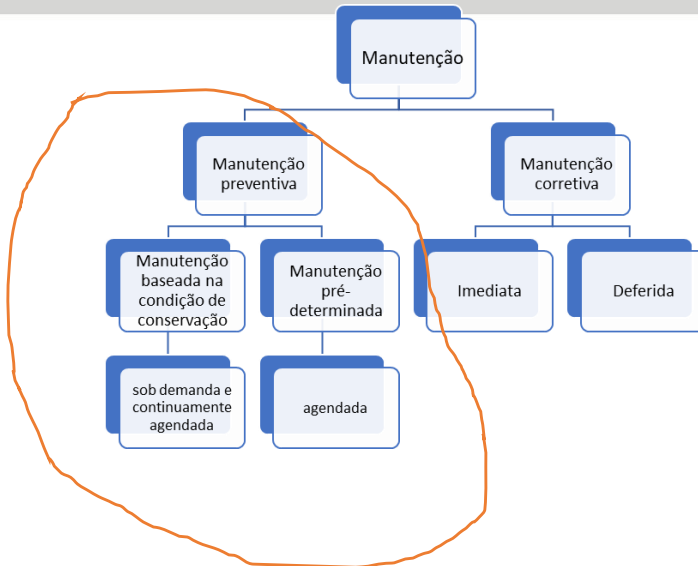 Manutenção
Manutenção
preventiva
Manutenção
corretiva
Manutenção
baseada na
condição de
conservação
Manutenção
pré-
determinada
Imediata
Deferida
sob demanda e
continuamente
agendada
agendada